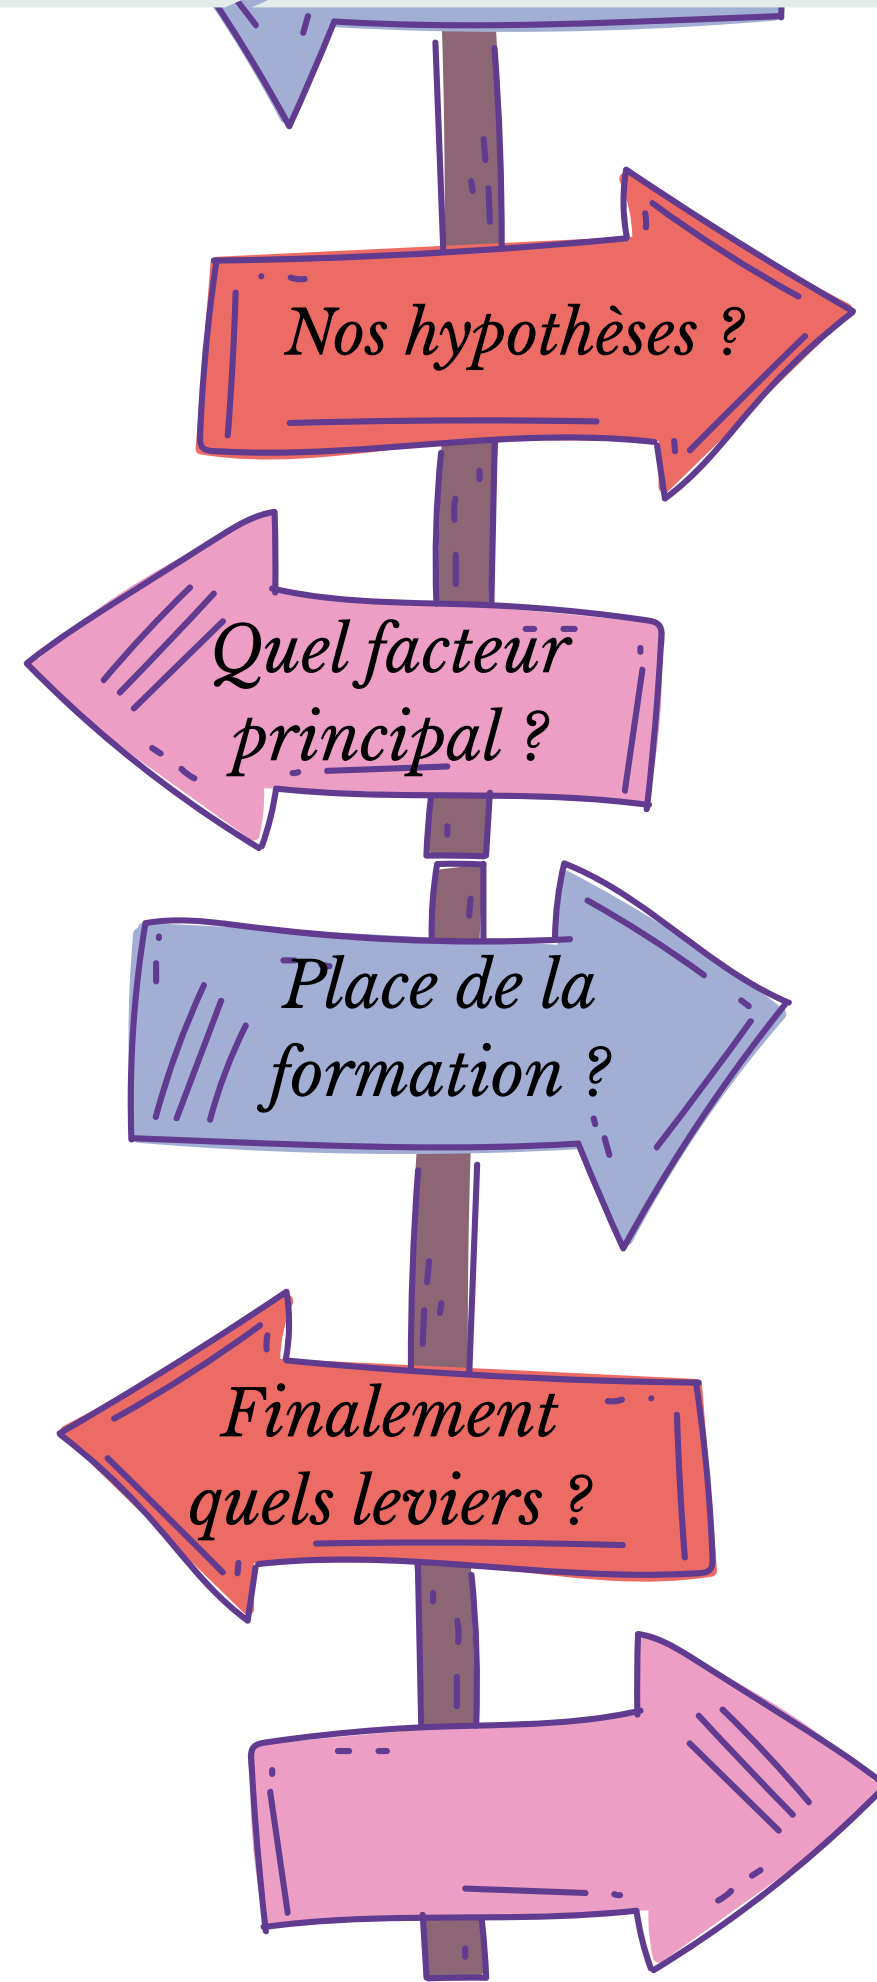 Nos hypothèses ?
Quel facteur
principal ?
Place de la
formation ?
Finalement
quels leviers ?